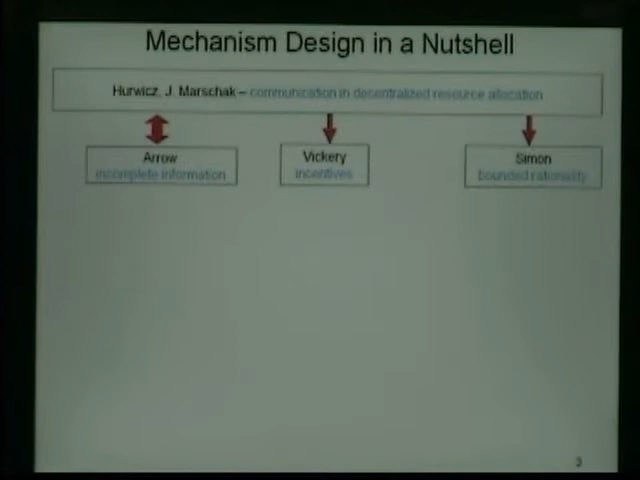 Mechanism Design in a Nutshell
Hurwicz, J. Marschak – communication in decentralized resource allocation
Arrow
incomplete information
Vickery
incentives
Simon
bounded rationality
3